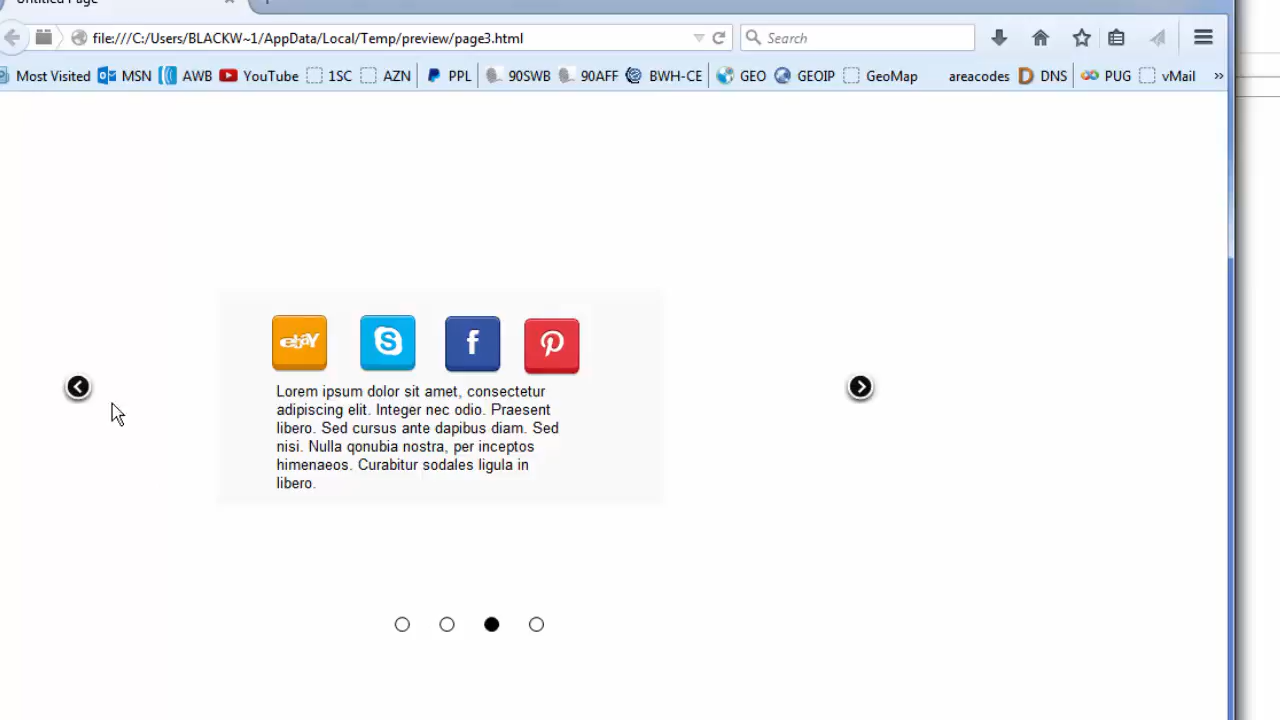 Untitled Page
file:///C:/Users/BLACKW~1/AppData/Local/Temp/preview/page3.html
Search
Most Visited MSN AWB YouTube 1SC AZN PPL 90SWB 90AFF BWH-CE GEO GEOIP GeoMap areacodes DNS PUG vMail »
ebay S f
Lorem ipsum dolor sit amet, consectetur
adipiscing elit. Integer nec odio. Praesent
libero. Sed cursus ante dapibus diam. Sed
nisi. Nulla qonubia nostra, per inceptos
himenaeos. Curabitur sodales ligula in
libero.